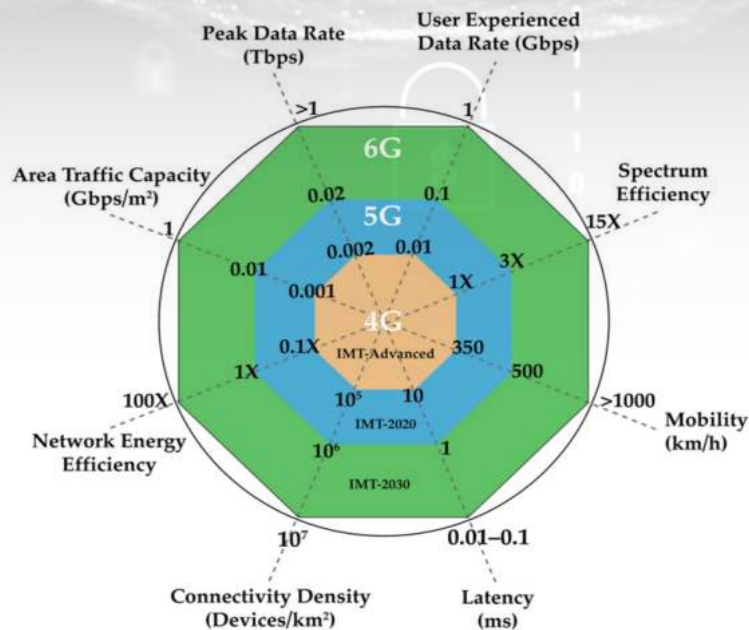 Peak Data Rate
(Tbps)
User Experienced
Data Rate (Gbps)
>1
1
6G
Area Traffic Capacity
(Gbps/m²)
Spectrum
Efficiency
0.02
0.1
1
15X
5G
0.002
0.01
0.01
3X
0.001
1X
4G
0.1X
IMT-Advanced
350
1X
500
100X
10⁵
10
>1000
Network Energy
Efficiency
IMT-2020
Mobility
(km/h)
10⁶
1
IMT-2030
10⁷
0.01–0.1
Connectivity Density
(Devices/km²)
Latency
(ms)